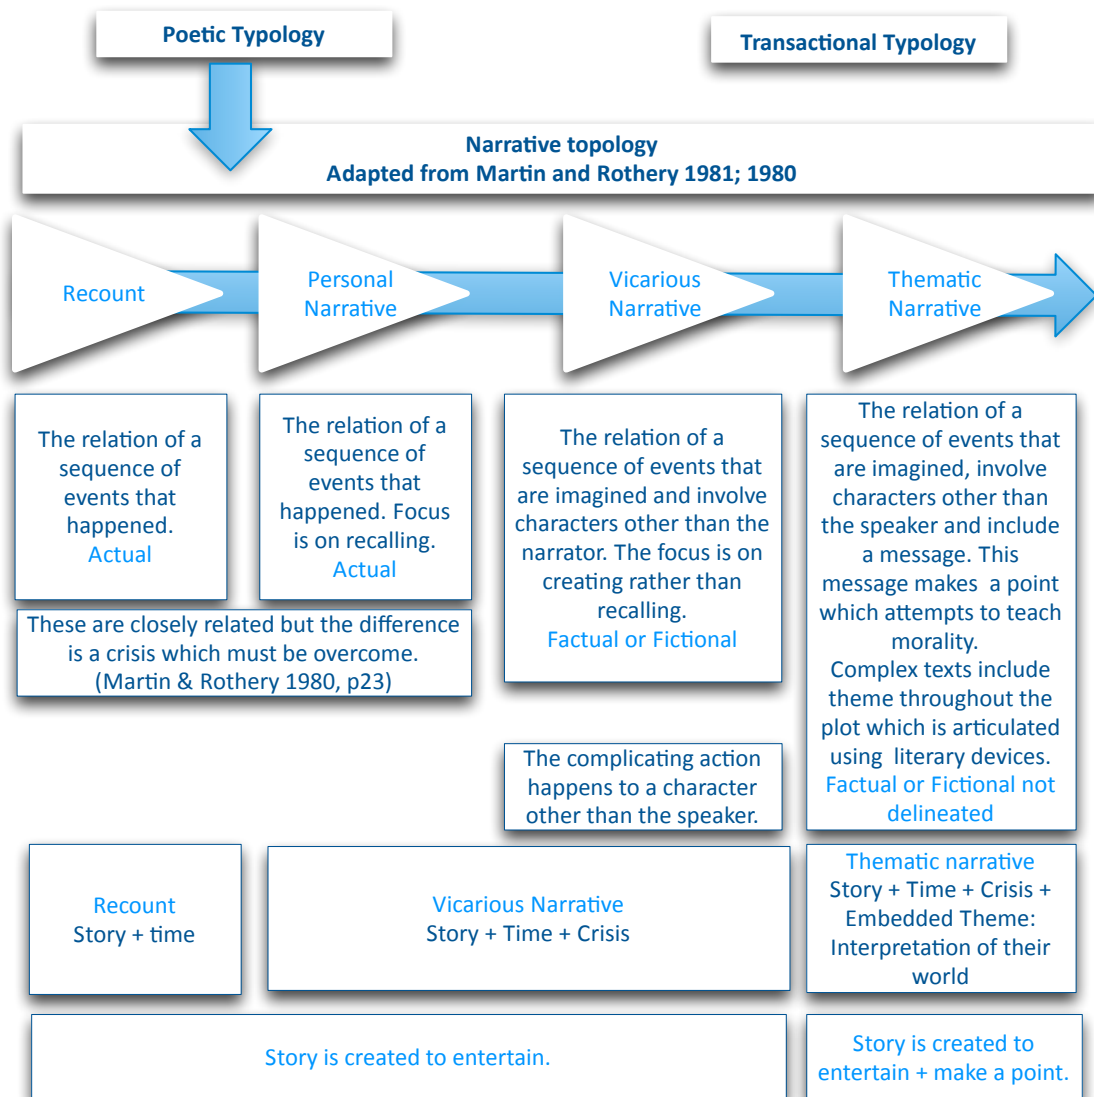 Poetic Typology
Transactional Typology
Narrative topology
Adapted from Martin and Rothery 1981; 1980
Recount
Personal
Narrative
Vicarious
Narrative
Thematic
Narrative
The relation of a
sequence of
events that
happened.
Actual
The relation of a
sequence of
events that
happened. Focus
is on recalling.
Actual
These are closely related but the difference
is a crisis which must be overcome.
(Martin & Rothery 1980, p23)
The relation of a
sequence of events that
are imagined and involve
characters other than the
narrator. The focus is on
creating rather than
recalling.
Factual or Fictional
The complicating action
happens to a character
other than the speaker.
The relation of a
sequence of events that
are imagined, involve
characters other than
the speaker and include
a message. This
message makes  a point
which attempts to teach
morality.
Complex texts include
theme throughout the
plot which is articulated
using  literary devices.
Factual or Fictional not
delineated
Recount
Story + time
Vicarious Narrative
Story + Time + Crisis
Thematic narrative
Story + Time + Crisis +
Embedded Theme:
Interpretation of their
world
Story is created to entertain.
Story is created to
entertain + make a point.